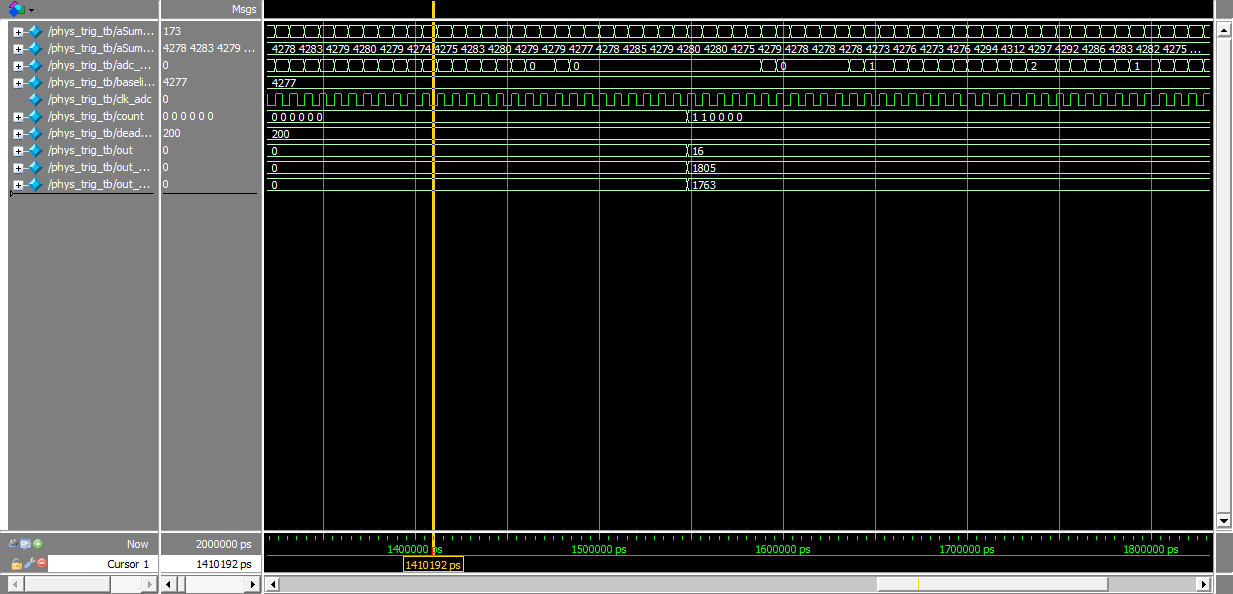 Msgs
/phys_trig_tb/aSum... 173
/phys_trig_tb/aSum... 4278 4283 4279 ... 4278 4283 4279 4280 4279 4274 4275 4283 4280 4279 4279 4277 4278 4285 4279 4280 4280 4275 4279 4278 4278 4278 4273 4276 4273 4276 4294 4312 4297 4292 4286 4283 4282 4275 ...
/phys_trig_tb/adc_... 0 0 0 0 1 2 1
/phys_trig_tb/baseli... 4277 4277
/phys_trig_tb/clk_adc 0
/phys_trig_tb/count 0 0 0 0 0 0 0 0 0 0 0 0 1 1 0 0 0 0
/phys_trig_tb/dead... 200 200
/phys_trig_tb/out 0 0 16
/phys_trig_tb/out_... 0 0 1805
/phys_trig_tb/out_... 0 0 1763
Now 2000000 ps 1400000 ps 1500000 ps 1600000 ps 1700000 ps 1800000 ps
Cursor 1 1410192 ps 1410192 ps